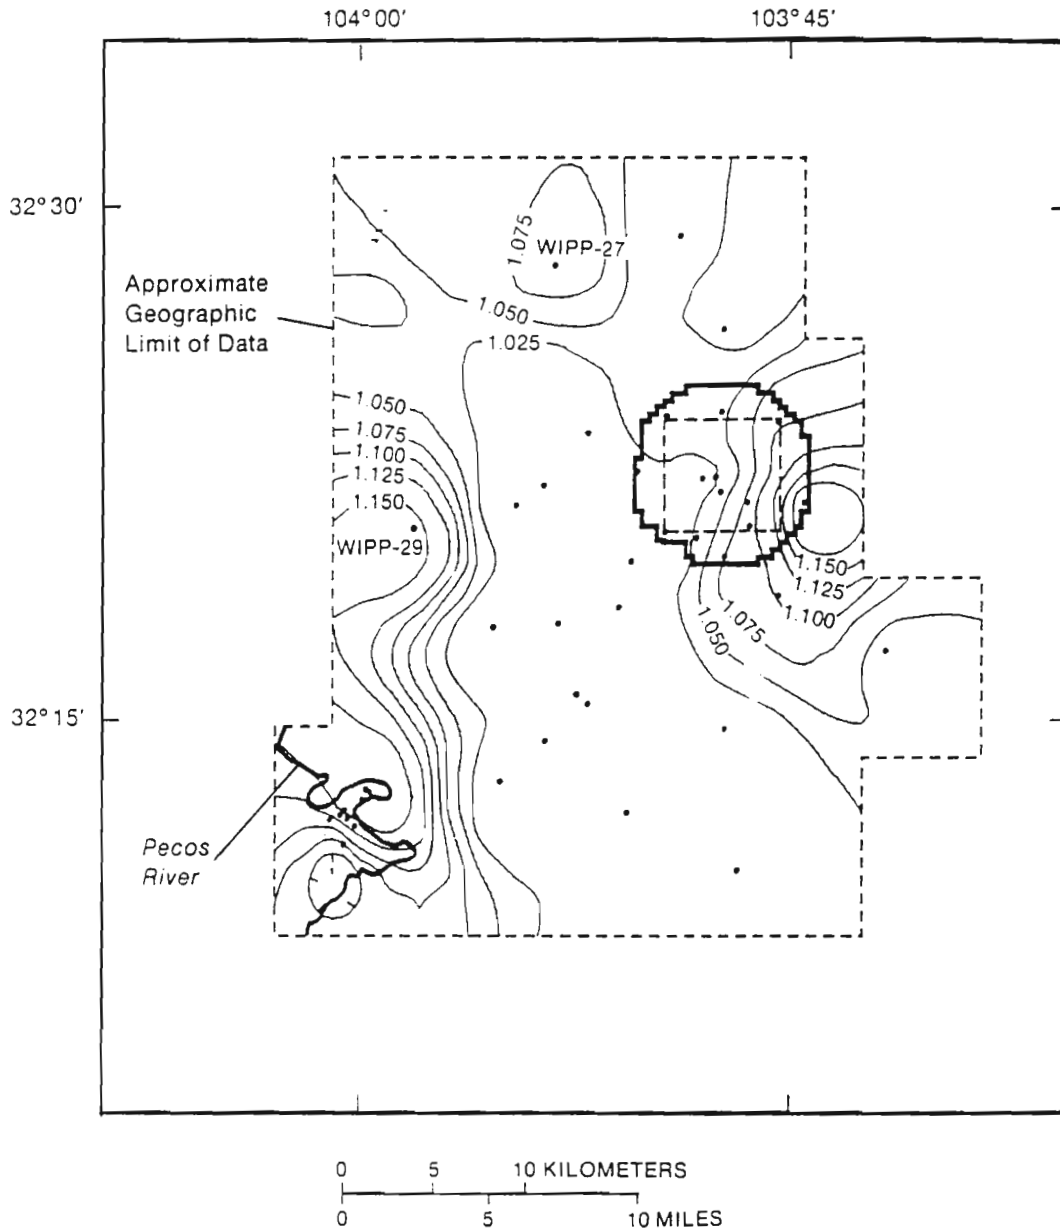 104°00'
103°45'
32°30'
1.075
WIPP-27
Approximate
Geographic
Limit of Data
1.050
1.025
1.050
1.075
1.100
1.125
1.150
WIPP-29
1.150
1.125
1.100
1.075
1.050
32°15'
Pecos
River
0 5 10 KILOMETERS
0 5 10 MILES